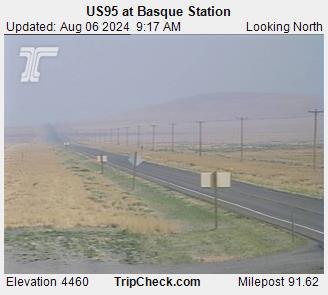 US95 at Basque Station
Updated: Aug 06 2024 9:17 AM Looking North
Elevation 4460 TripCheck.com Milepost 91.62